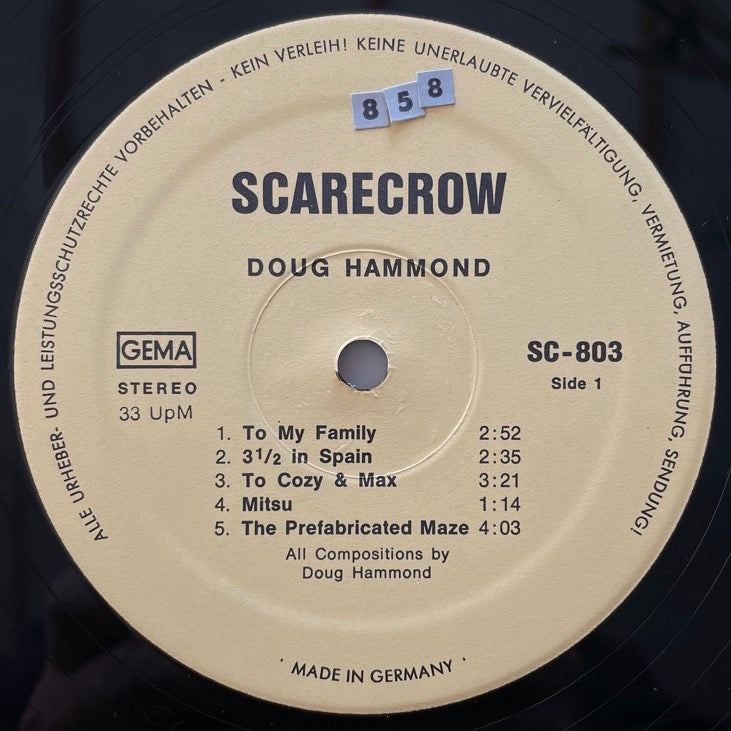 ALLE URHEBER- UND LEISTUNGSSCHUTZRECHTE VORBEHALTEN - KEIN VERLEIH! KEINE UNERLAUBTE VERVIELFÄLTIGUNG, VERMIETUNG, AUFFÜHRUNG, SENDUNG!
858
SCARECROW
DOUG HAMMOND
GEMA
STEREO
33 UpM
SC-803
Side 1
1. To My Family 2:52
2. 3 1/2 in Spain 2:35
3. To Cozy & Max 3:21
4. Mitsu 1:14
5. The Prefabricated Maze 4:03
All Compositions by
Doug Hammond
' MADE IN GERMANY '